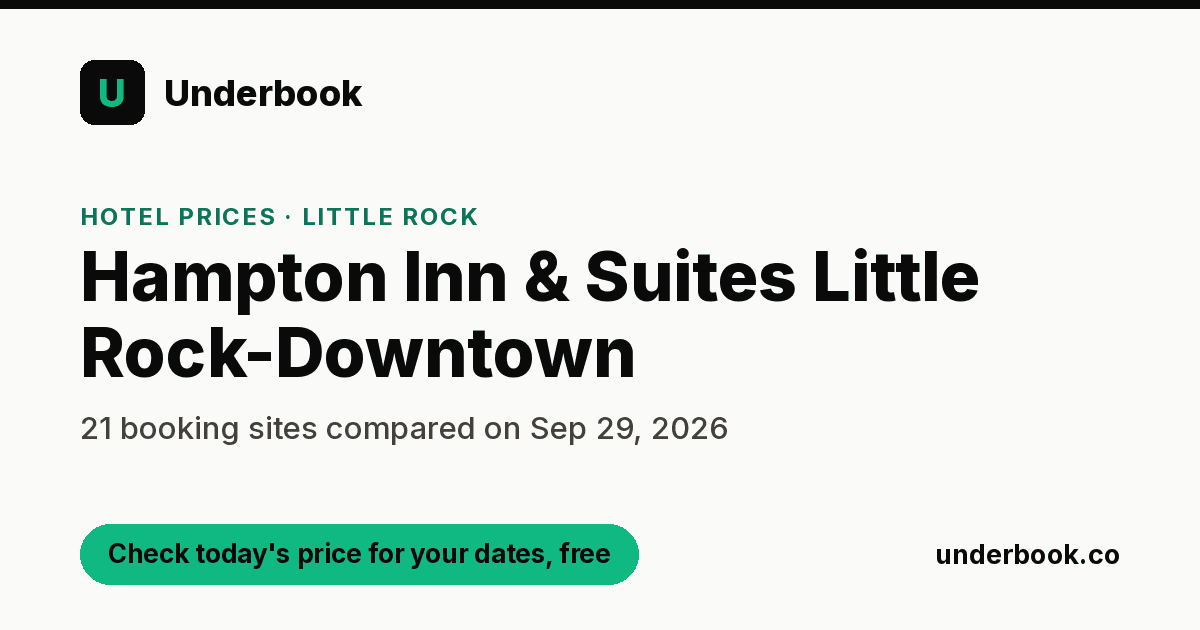 U Underbook
HOTEL PRICES · LITTLE ROCK
Hampton Inn & Suites Little
Rock-Downtown
21 booking sites compared on Sep 29, 2026
Check today's price for your dates, free
underbook.co